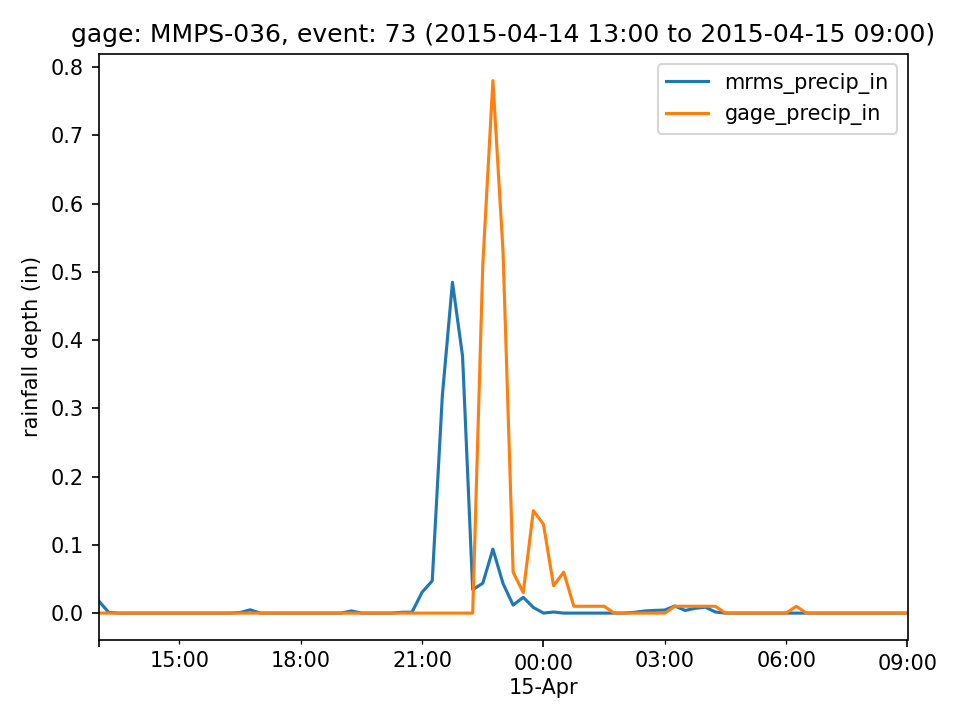 gage: MMPS-036, event: 73 (2015-04-14 13:00 to 2015-04-15 09:00)
mrms_precip_in
gage_precip_in
rainfall depth (in)
0.8
0.7
0.6
0.5
0.4
0.3
0.2
0.1
0.0
15:00 18:00 21:00 00:00 03:00 06:00 09:00
15-Apr